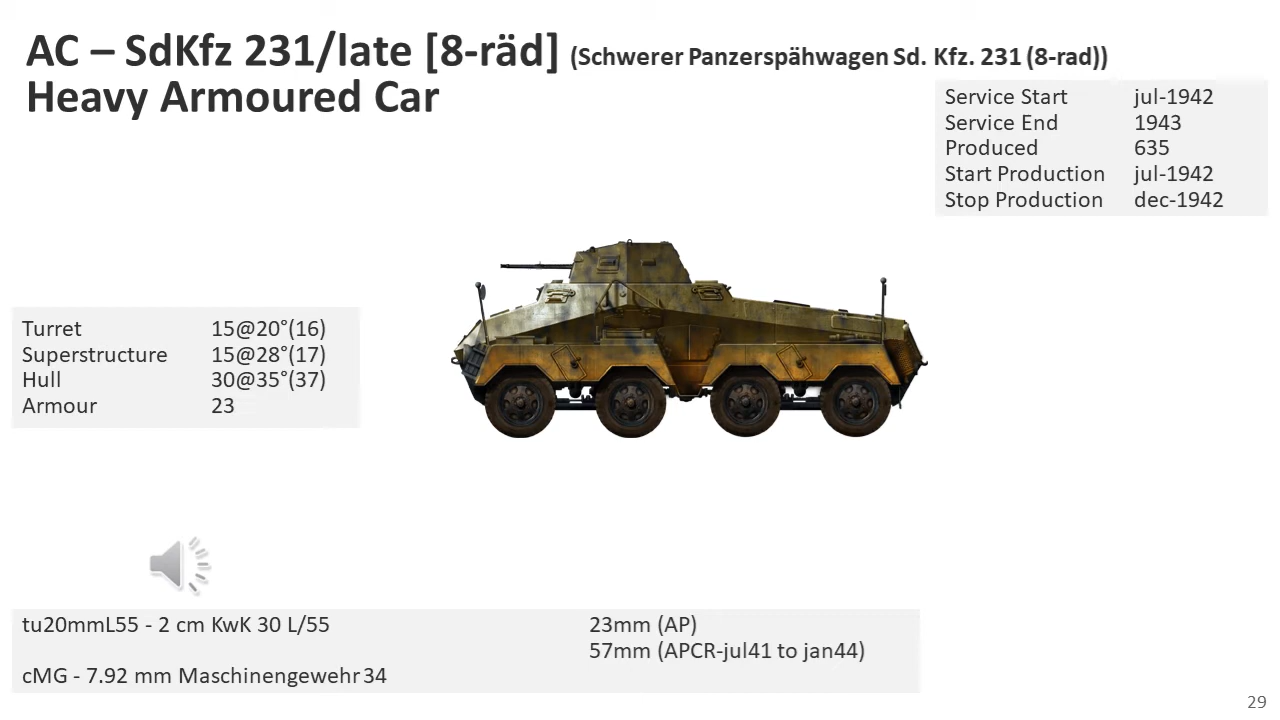 AC – SdKfz 231/late [8-räd] (Schwerer Panzerspähwagen Sd. Kfz. 231 (8-rad))
Heavy Armoured Car
Service Start jul-1942
Service End 1943
Produced 635
Start Production jul-1942
Stop Production dec-1942
Turret 15@20°(16)
Superstructure 15@28°(17)
Hull 30@35°(37)
Armour 23
tu20mmL55 - 2 cm KwK 30 L/55 23mm (AP)
57mm (APCR-jul41 to jan44)
cMG - 7.92 mm Maschinengewehr 34
29